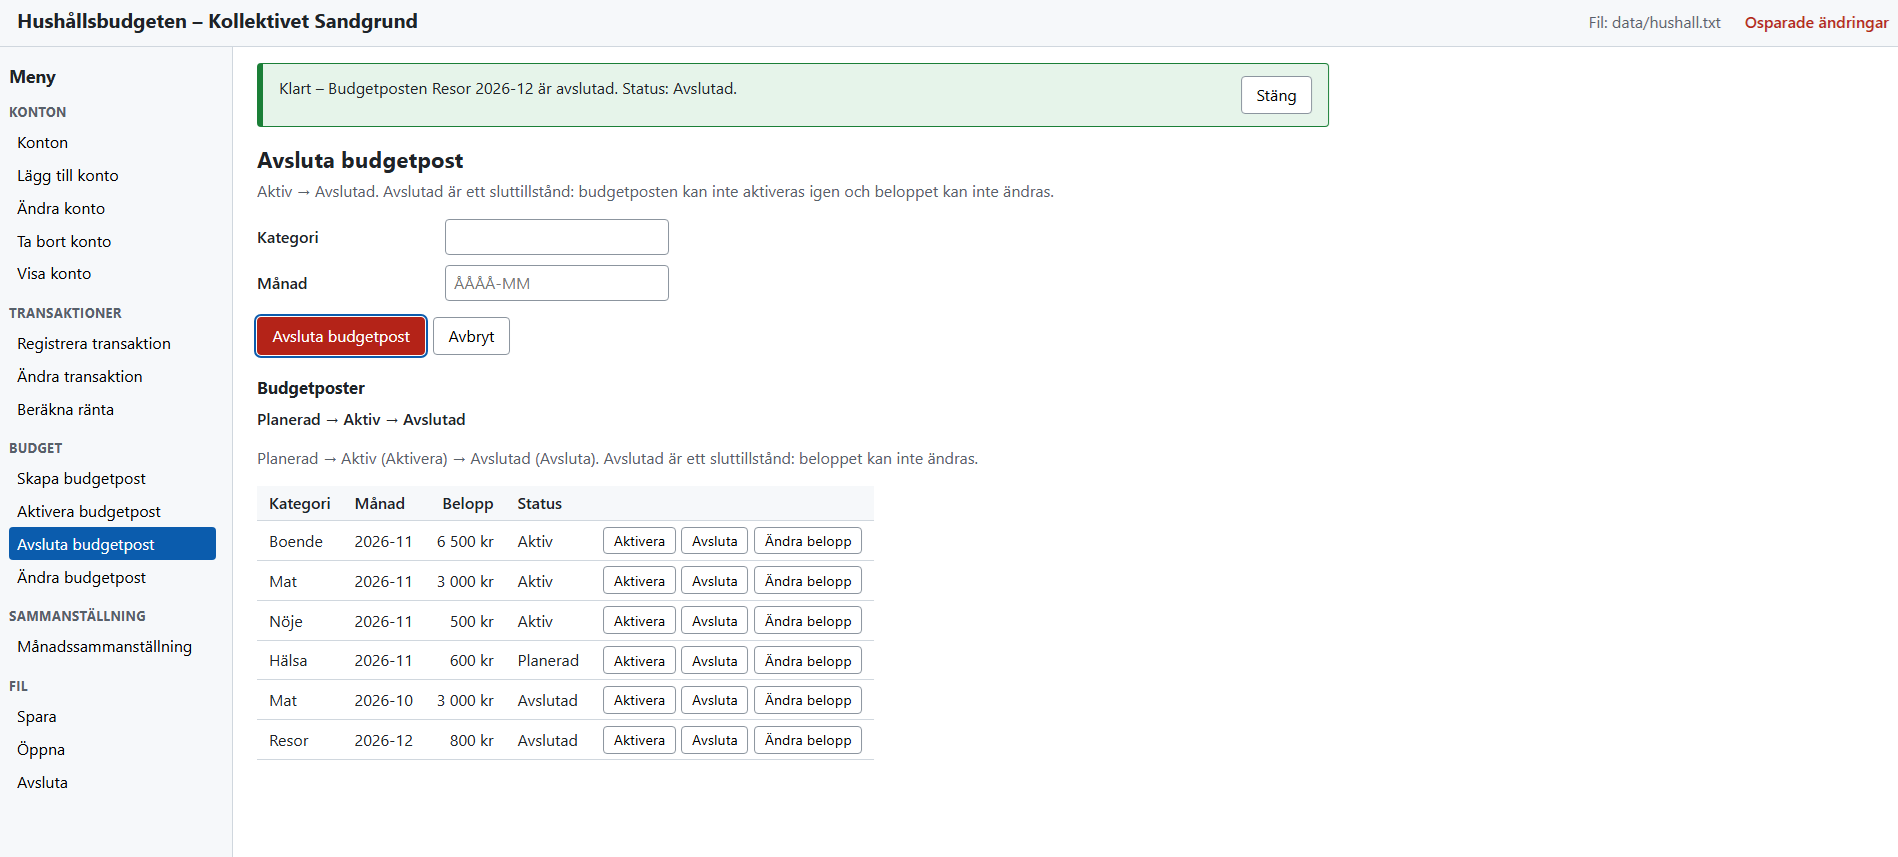 Hushållsbudgeten – Kollektivet Sandgrund
Fil: data/hushall.txt Osparade ändringar
Meny
KONTON
Konton
Lägg till konto
Ändra konto
Ta bort konto
Visa konto
TRANSAKTIONER
Registrera transaktion
Ändra transaktion
Beräkna ränta
BUDGET
Skapa budgetpost
Aktivera budgetpost
Avsluta budgetpost
Ändra budgetpost
SAMMANSTÄLLNING
Månadssammanställning
FIL
Spara
Öppna
Avsluta
Klart – Budgetposten Resor 2026-12 är avslutad. Status: Avslutad.
Stäng
Avsluta budgetpost
Aktiv → Avslutad. Avslutad är ett sluttillstånd: budgetposten kan inte aktiveras igen och beloppet kan inte ändras.
Kategori
Månad ÅÅÅÅ-MM
Avsluta budgetpost Avbryt
Budgetposter
Planerad → Aktiv → Avslutad
Planerad → Aktiv (Aktivera) → Avslutad (Avsluta). Avslutad är ett sluttillstånd: beloppet kan inte ändras.
Kategori Månad Belopp Status
Boende 2026-11 6 500 kr Aktiv Aktivera Avsluta Ändra belopp
Mat 2026-11 3 000 kr Aktiv Aktivera Avsluta Ändra belopp
Nöje 2026-11 500 kr Aktiv Aktivera Avsluta Ändra belopp
Hälsa 2026-11 600 kr Planerad Aktivera Avsluta Ändra belopp
Mat 2026-10 3 000 kr Avslutad Aktivera Avsluta Ändra belopp
Resor 2026-12 800 kr Avslutad Aktivera Avsluta Ändra belopp